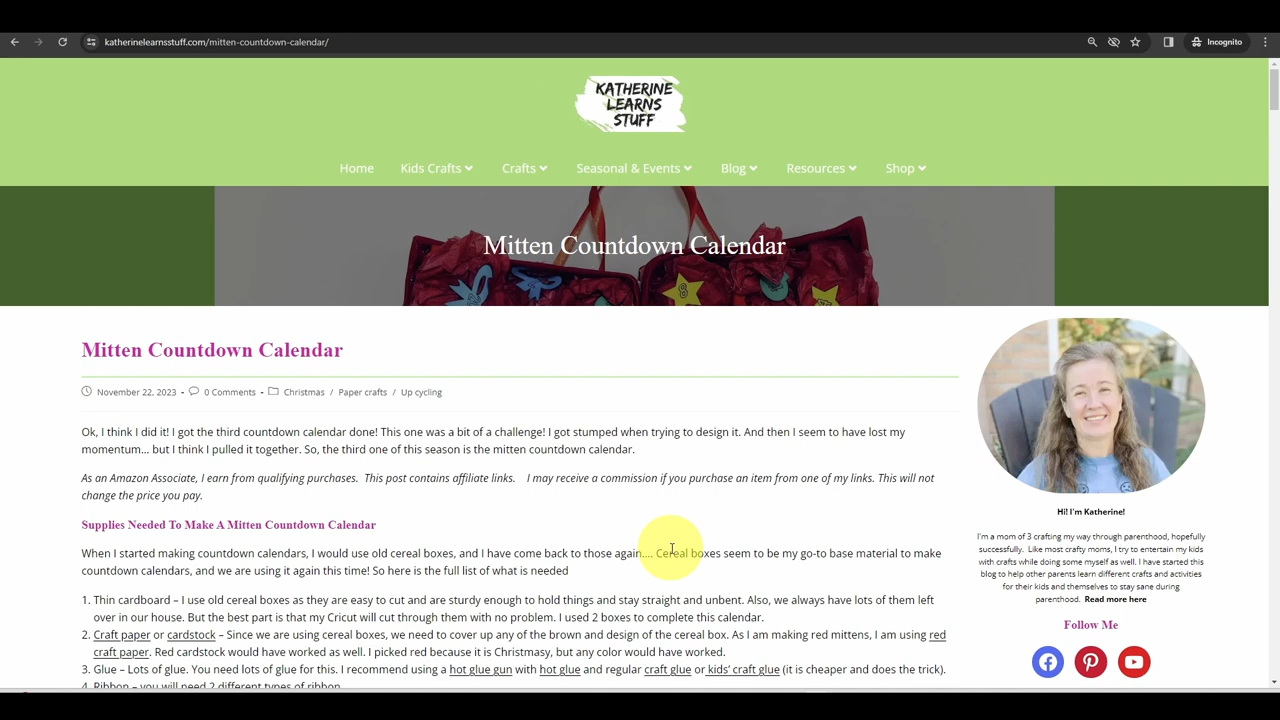 katherinelearnsstuff.com/mitten-countdown-calendar/
Incognito
KATHERINE
LEARNS
STUFF
Home Kids Crafts Crafts Seasonal & Events Blog Resources Shop
Mitten Countdown Calendar
8
Mitten Countdown Calendar
November 22, 2023 - 0 Comments - Christmas / Paper crafts / Up cycling
Ok, I think I did it! I got the third countdown calendar done! This one was a bit of a challenge! I got stumped when trying to design it. And then I seem to have lost my
momentum… but I think I pulled it together. So, the third one of this season is the mitten countdown calendar.
As an Amazon Associate, I earn from qualifying purchases. This post contains affiliate links. I may receive a commission if you purchase an item from one of my links. This will not
change the price you pay.
Supplies Needed To Make A Mitten Countdown Calendar
When I started making countdown calendars, I would use old cereal boxes, and I have come back to those again…. Cereal boxes seem to be my go-to base material to make
countdown calendars, and we are using it again this time! So here is the full list of what is needed
1. Thin cardboard – I use old cereal boxes as they are easy to cut and are sturdy enough to hold things and stay straight and unbent. Also, we always have lots of them left
over in our house. But the best part is that my Cricut will cut through them with no problem. I used 2 boxes to complete this calendar.
2. Craft paper or cardstock – Since we are using cereal boxes, we need to cover up any of the brown and design of the cereal box. As I am making red mittens, I am using red
craft paper. Red cardstock would have worked as well. I picked red because it is Christmasy, but any color would have worked.
3. Glue – Lots of glue. You need lots of glue for this. I recommend using a hot glue gun with hot glue and regular craft glue or kids' craft glue (it is cheaper and does the trick).
4. Ribbon – you will need 2 different types of ribbon
Hi! I'm Katherine!
I'm a mom of 3 crafting my way through parenthood, hopefully
successfully. Like most crafty moms, I try to entertain my kids
with crafts while doing some myself as well. I have started this
blog to help other parents learn different crafts and activities
for their kids and themselves to stay sane during
parenthood. Read more here
Follow Me